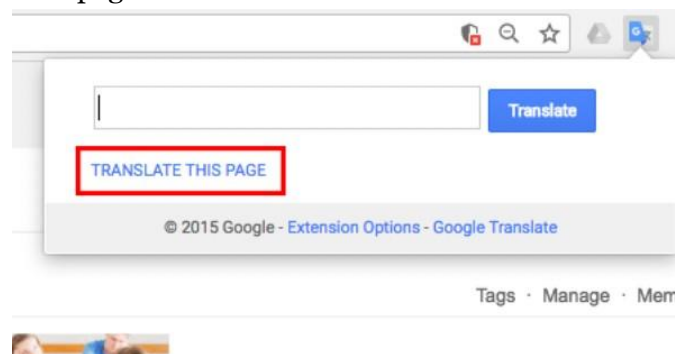 Translate
TRANSLATE THIS PAGE
© 2015 Google - Extension Options - Google Translate
Tags · Manage · Mem